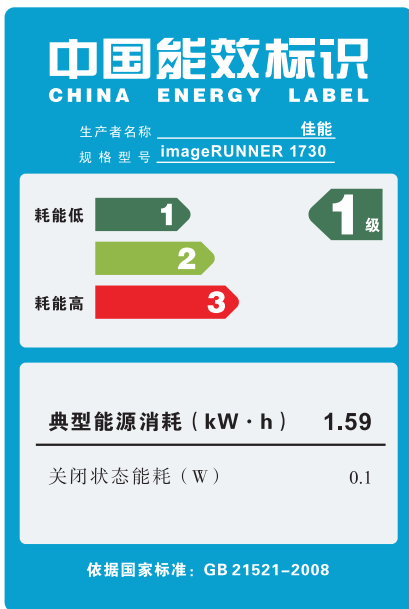 中国能效标识
CHINA ENERGY LABEL
生产者名称 佳能
规格型号 imageRUNNER 1730
耗能低 1 1级
2
耗能高 3
典型能源消耗（kW·h） 1.59
关闭状态能耗（W） 0.1
依据国家标准：GB 21521-2008